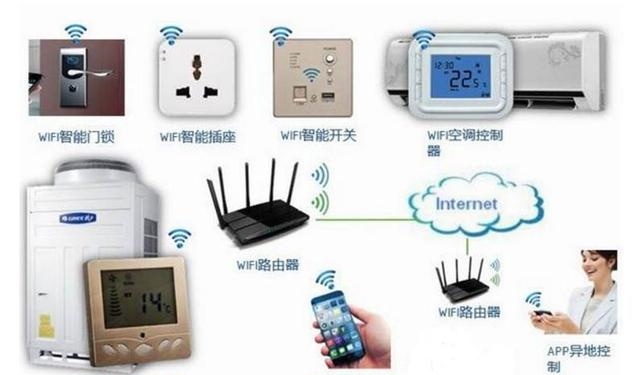 12:30
22.5℃
WIFI智能门锁
WIFI智能插座
WIFI智能开关
WIFI空调控制
器
Internet
GREE
14℃
WIFI路由器
WIFI路由器
APP异地控
制